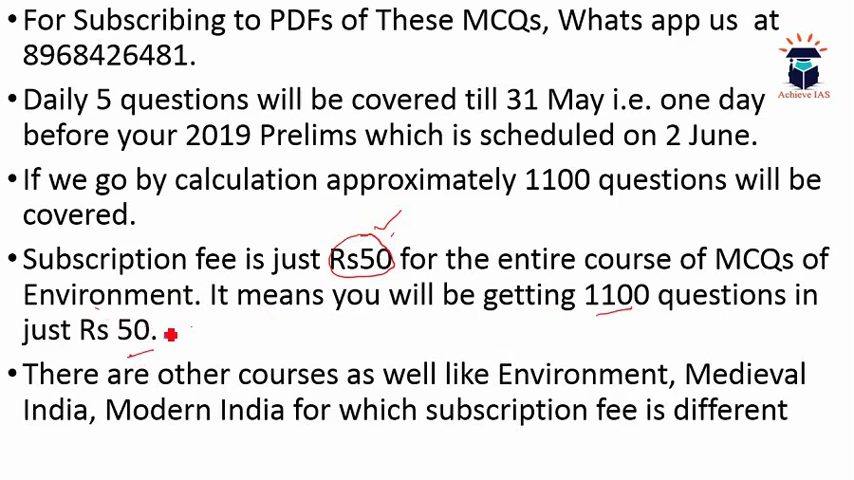 •For Subscribing to PDFs of These MCQs, Whats app us  at
8968426481.
Achieve IAS
•Daily 5 questions will be covered till 31 May i.e. one day
before your 2019 Prelims which is scheduled on 2 June.
•If we go by calculation approximately 1100 questions will be
covered.
•Subscription fee is just Rs50 for the entire course of MCQs of
Environment. It means you will be getting 1100 questions in
just Rs 50.
•There are other courses as well like Environment, Medieval
India, Modern India for which subscription fee is different